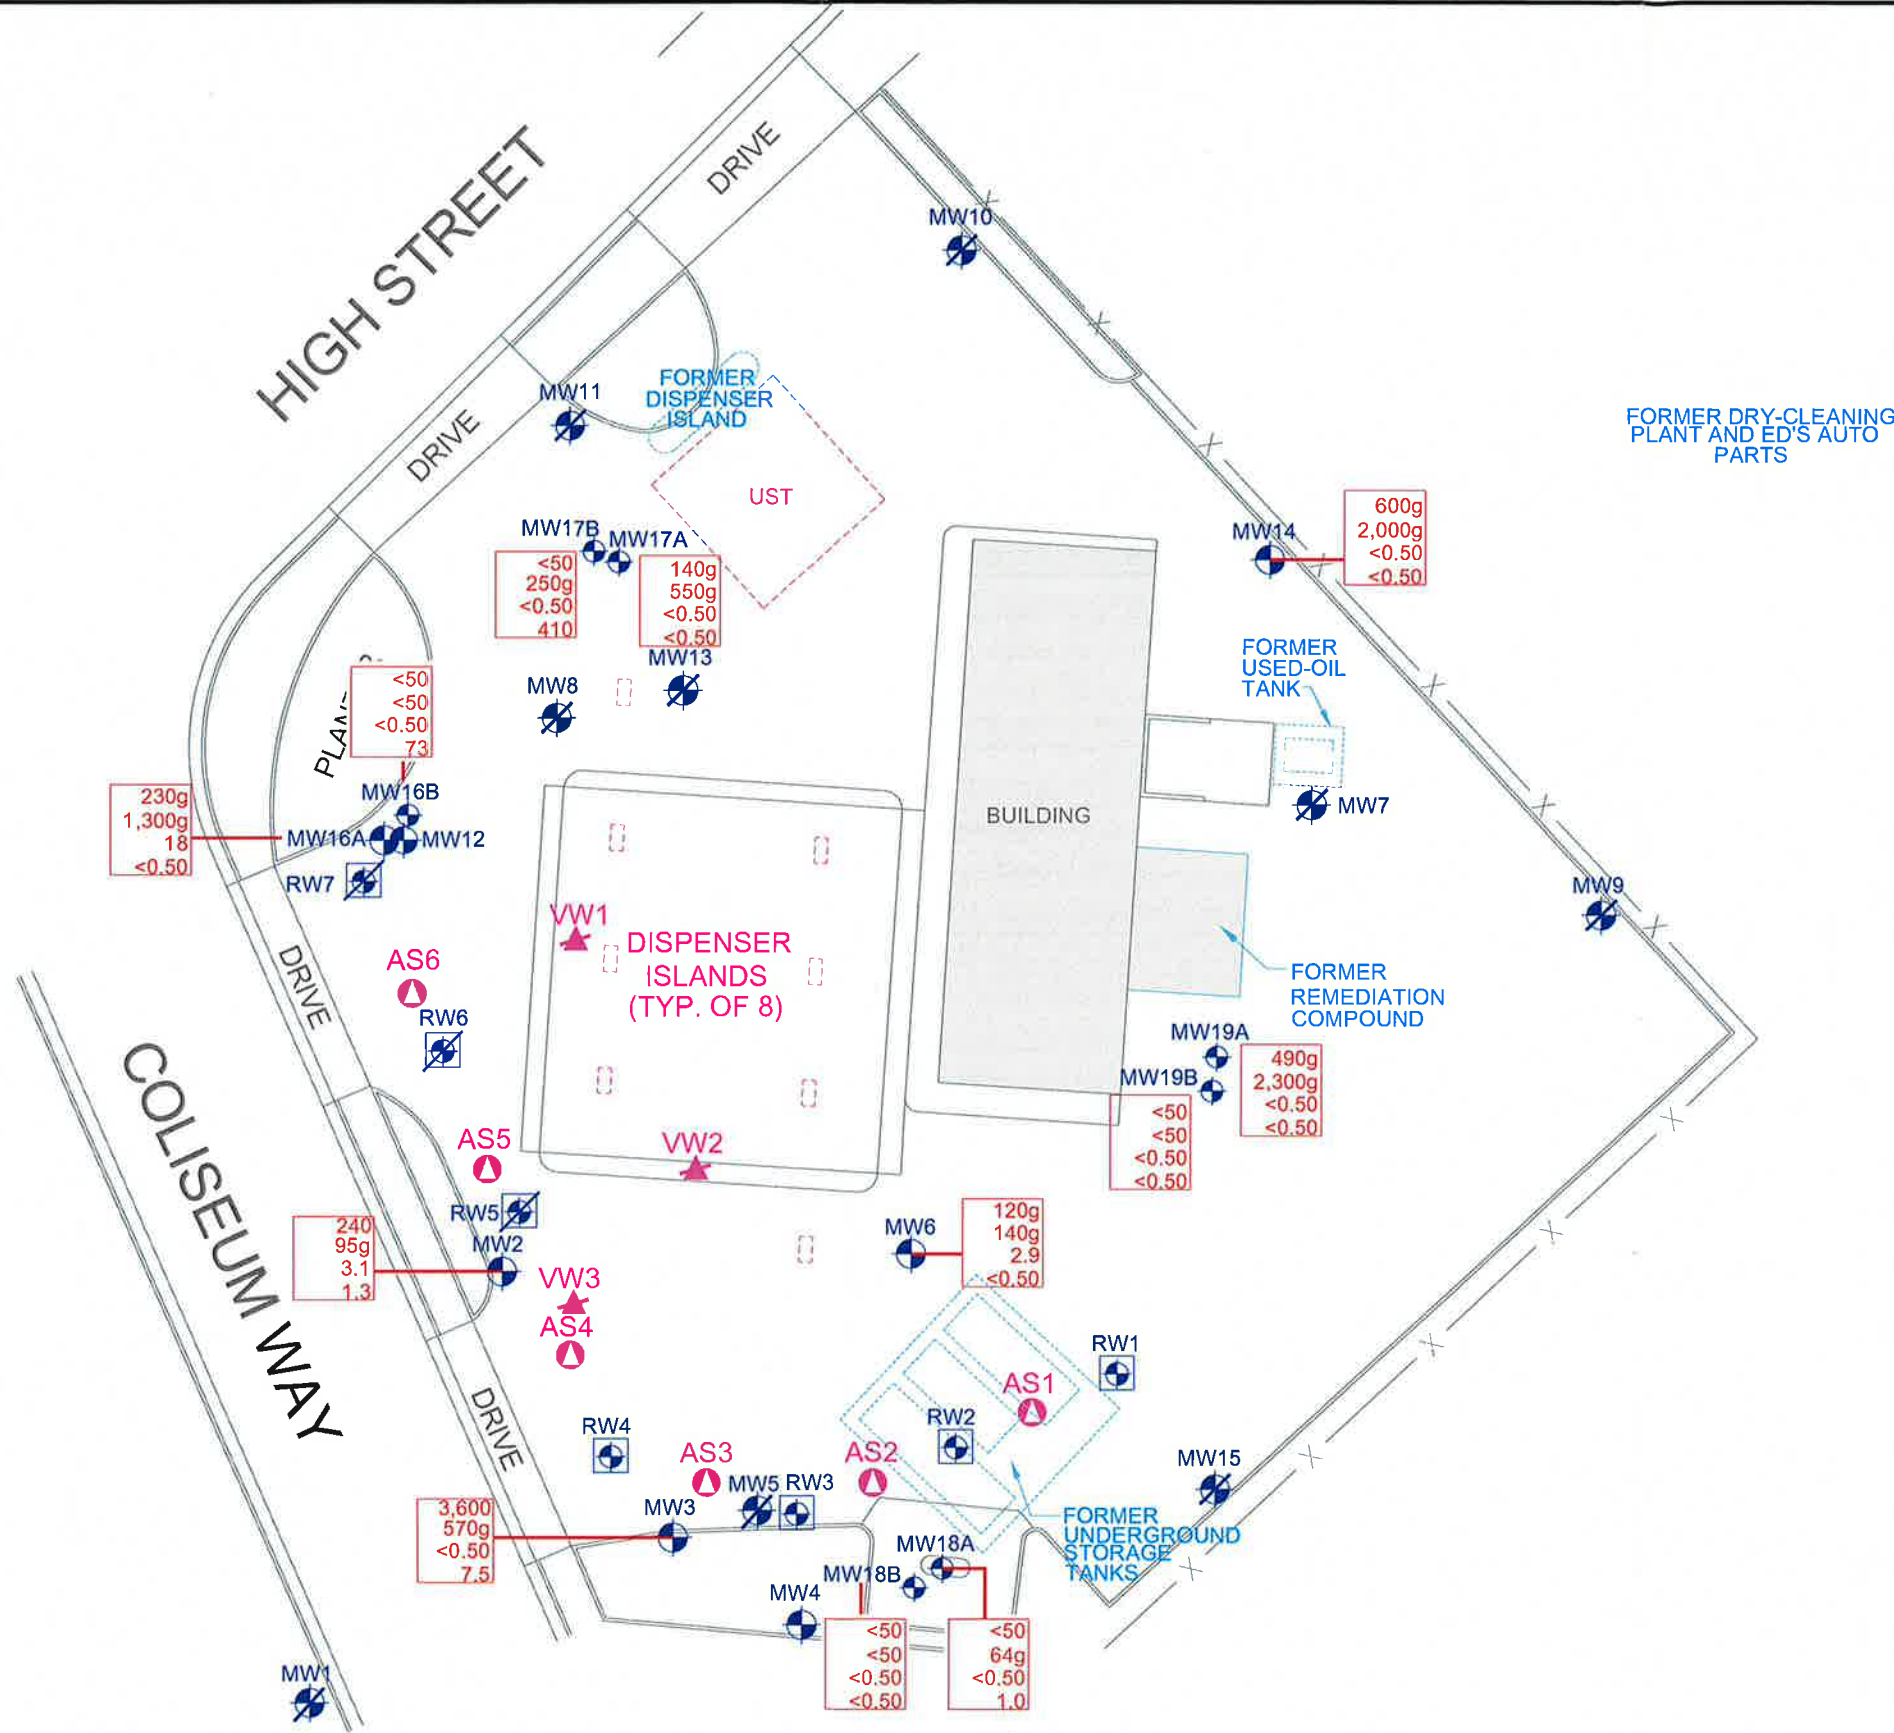 HIGH STREET
DRIVE
MW10
MW11
FORMER
DISPENSER
ISLAND
DRIVE
UST
FORMER DRY-CLEANING
PLANT AND ED'S AUTO
PARTS
MW14
600g
2,000g
<0.50
<0.50
MW17B
<50
250g
<0.50
410
MW17A
140g
550g
<0.50
<0.50
MW13
MW8
FORMER
USED-OIL
TANK
MW7
<50
<50
<0.50
73
MW16B
230g
1,300g
18
<0.50
MW16A
MW12
RW7
BUILDING
MW9
VW1
DISPENSER
ISLANDS
(TYP. OF 8)
FORMER
REMEDIATION
COMPOUND
AS6
DRIVE
RW6
MW19A
490g
2,300g
<0.50
<0.50
MW19B
<50
<50
<0.50
<0.50
COLISEUM WAY
AS5
VW2
RW5
MW2
240
95g
3.1
1.3
MW6
120g
140g
2.9
<0.50
VW3
AS4
RW1
AS1
RW2
DRIVE
RW4
AS3
AS2
MW5
RW3
MW15
MW3
3,600
570g
<0.50
7.5
FORMER
UNDERGROUND
STORAGE
TANKS
MW18A
MW18B
MW4
<50
<50
<0.50
<0.50
<50
64g
<0.50
1.0
MW1